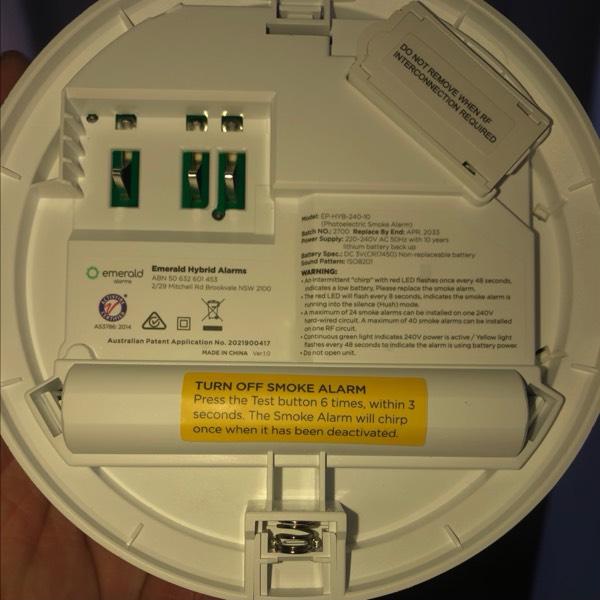 DO NOT REMOVE WHEN RF
INTERCONNECTION REQUIRED
Model: EP-HYB-240-10
(Photoelectric Smoke Alarm)
Batch NO.: 2700 Replace By End: APR, 2033
Power Supply: 220-240V AC 50Hz with 10 years
lithium battery back up
Battery Spec.: DC 3V(CR17450) Non-replaceable battery
Sound Pattern: ISO8201
WARNING:
• An intermittent "chirp" with red LED flashes once every 48 seconds,
indicates a low battery. Please replace the smoke alarm.
• The red LED will flash every 8 seconds, indicates the smoke alarm is
running into the silence (Hush) mode.
• A maximum of 24 smoke alarms can be installed on one 240V
hard-wired circuit. A maximum of 40 smoke alarms can be installed
on one RF circuit.
• Continuous green light indicates 240V power is active / Yellow light
flashes every 48 seconds to indicate the alarm is using battery power.
• Do not open unit.
emerald
alarms
Emerald Hybrid Alarms
ABN 50 632 601 453
2/29 Mitchell Rd Brookvale NSW 2100
AS3786: 2014
Australian Patent Application No. 2021900417
MADE IN CHINA Ver:1.0
TURN OFF SMOKE ALARM
Press the Test button 6 times, within 3
seconds. The Smoke Alarm will chirp
once when it has been deactivated.